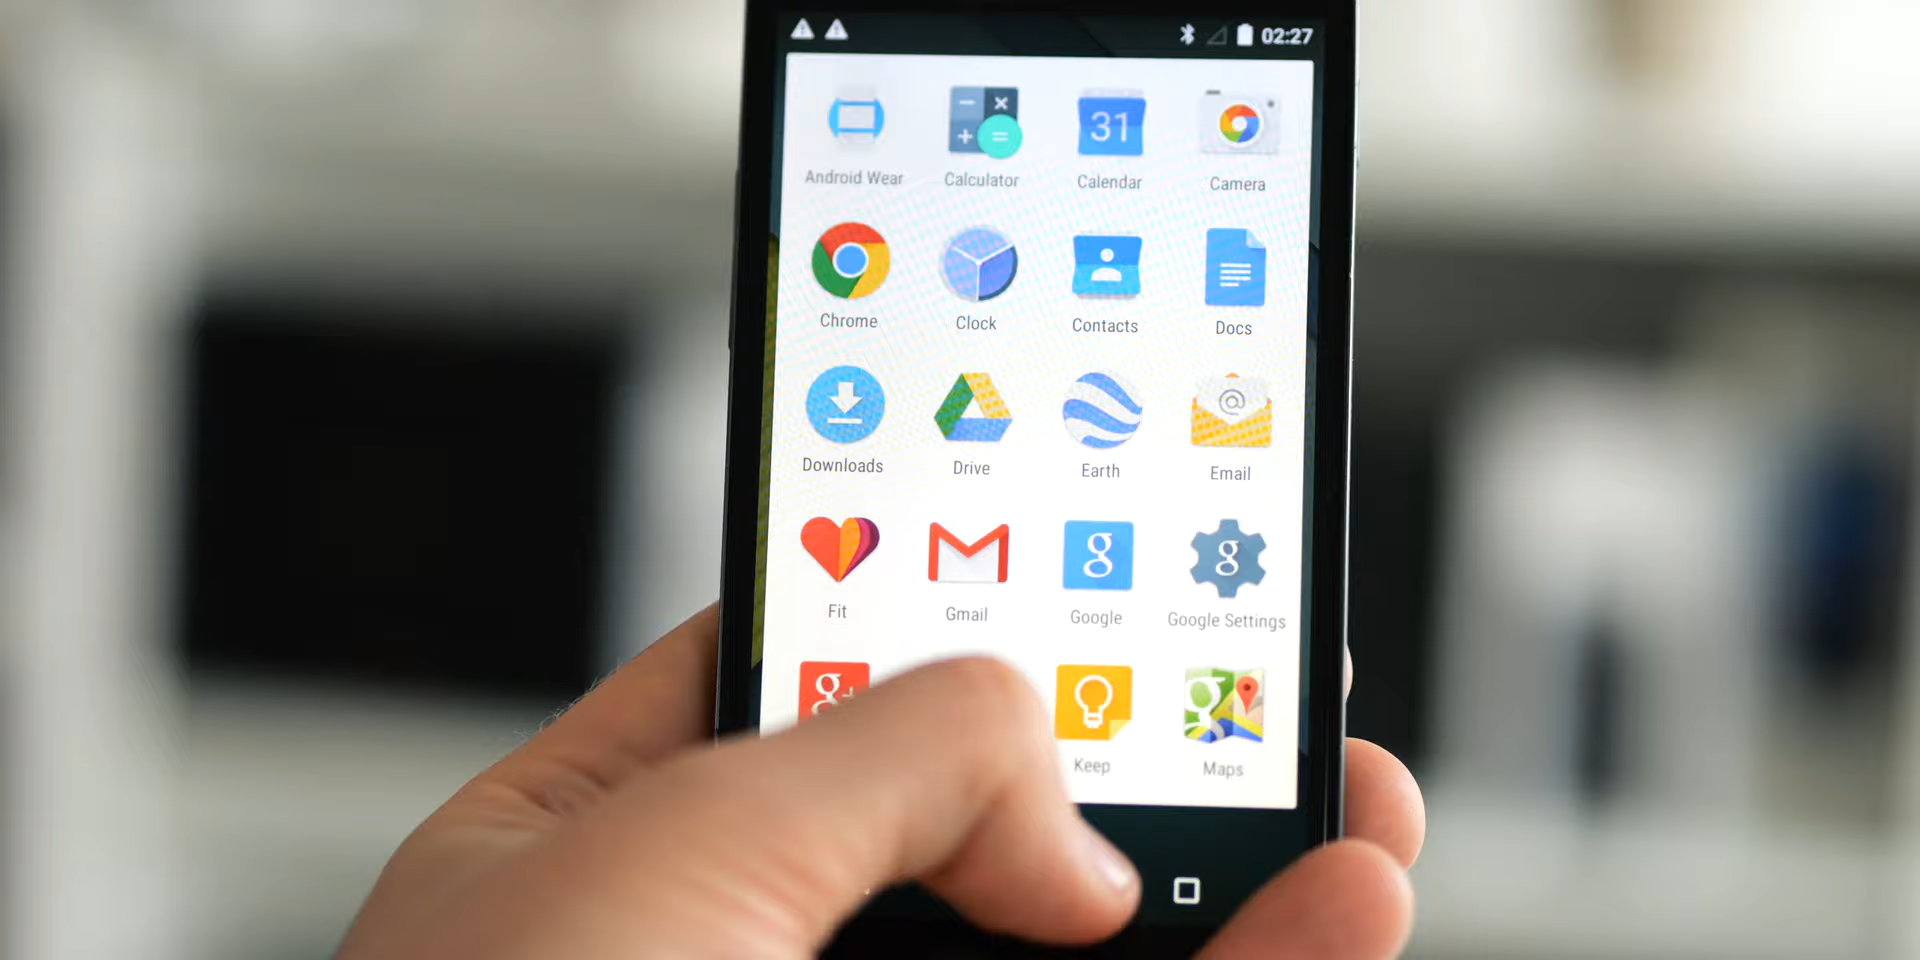 02:27
31
Android Wear Calculator Calendar Camera
Chrome Clock Contacts Docs
@
Downloads Drive Earth Email
g g
Fit Gmail Google Google Settings
g+ g
Keep Maps